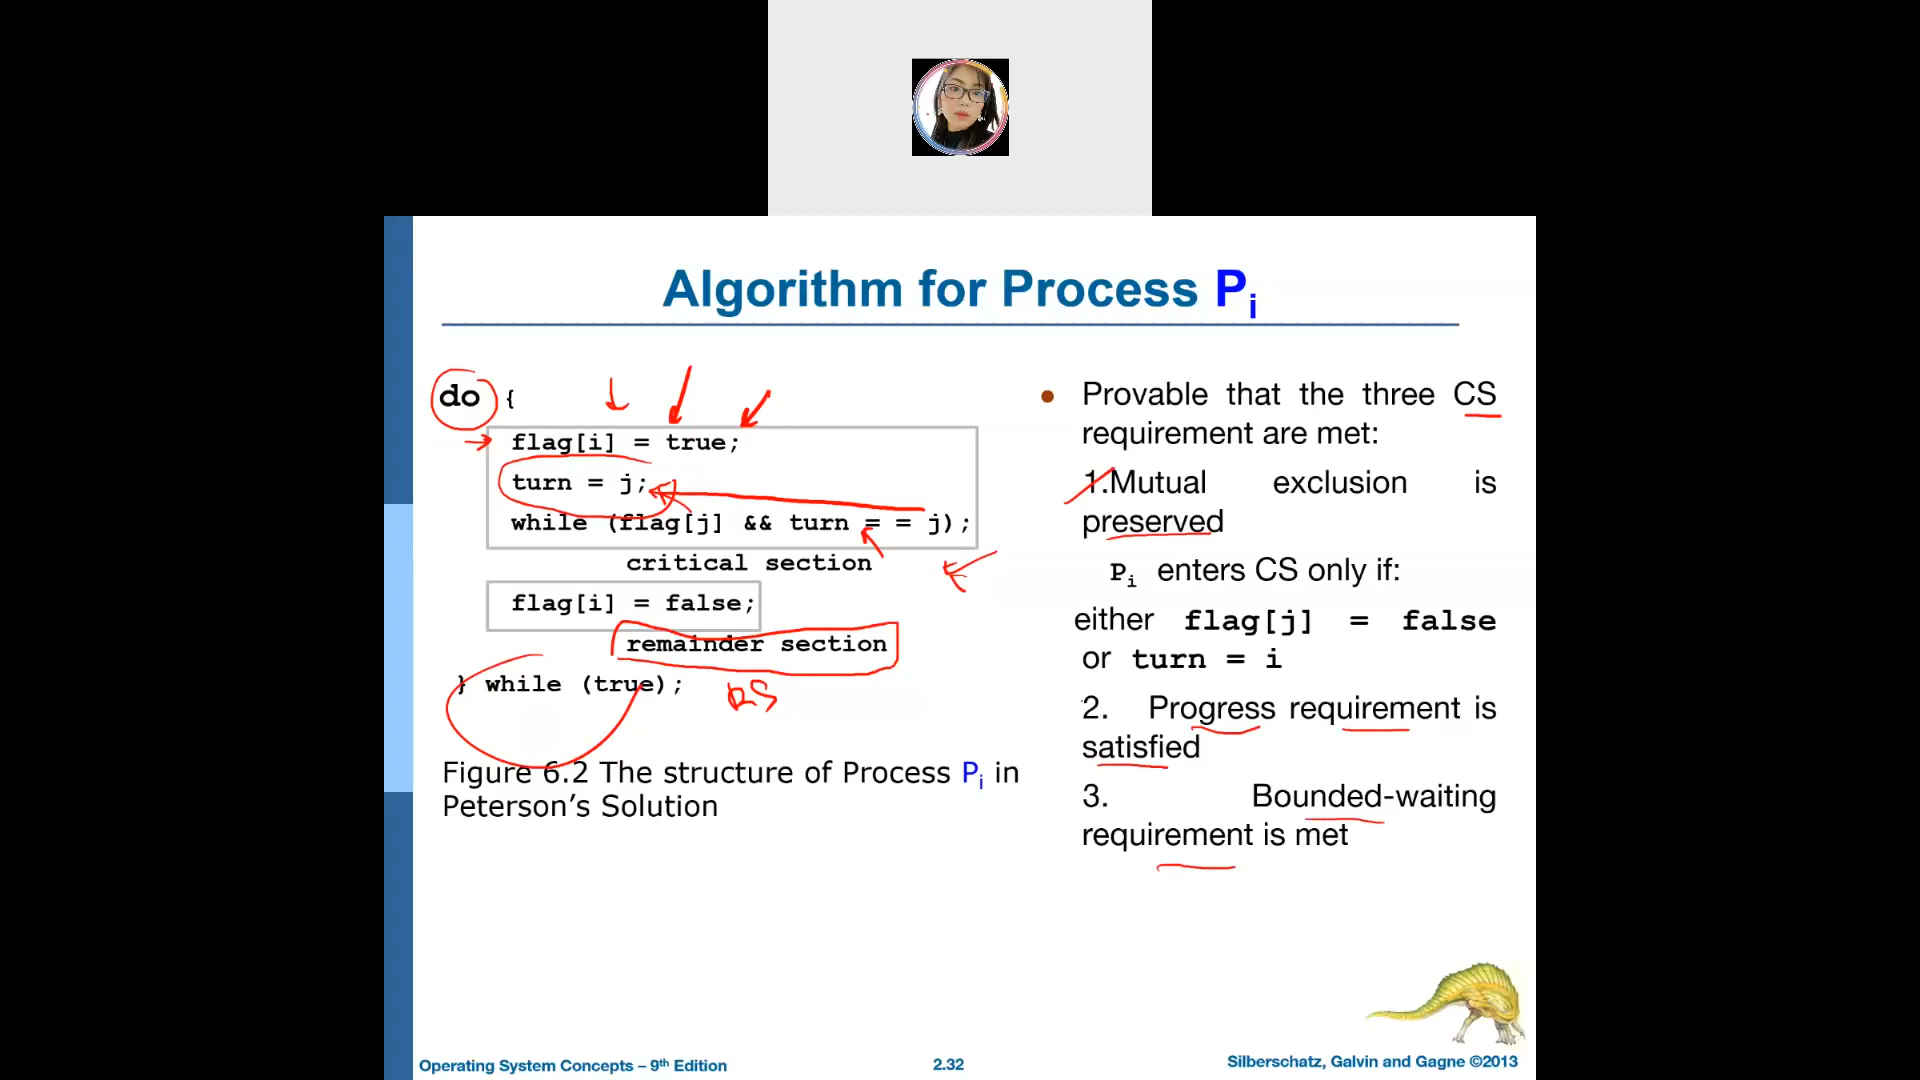 Algorithm for Process Pi
do {
flag[i] = true;
turn = j;
while (flag[j] && turn = = j);
critical section
flag[i] = false;
remainder section
} while (true);
RS
Figure 6.2 The structure of Process Pi in
Peterson’s Solution
• Provable that the three CS
requirement are met:
1.Mutual exclusion is
preserved
Pi enters CS only if:
either flag[j] = false
or turn = i
2. Progress requirement is
satisfied
3. Bounded-waiting
requirement is met
Operating System Concepts – 9th Edition
2.32
Silberschatz, Galvin and Gagne ©2013